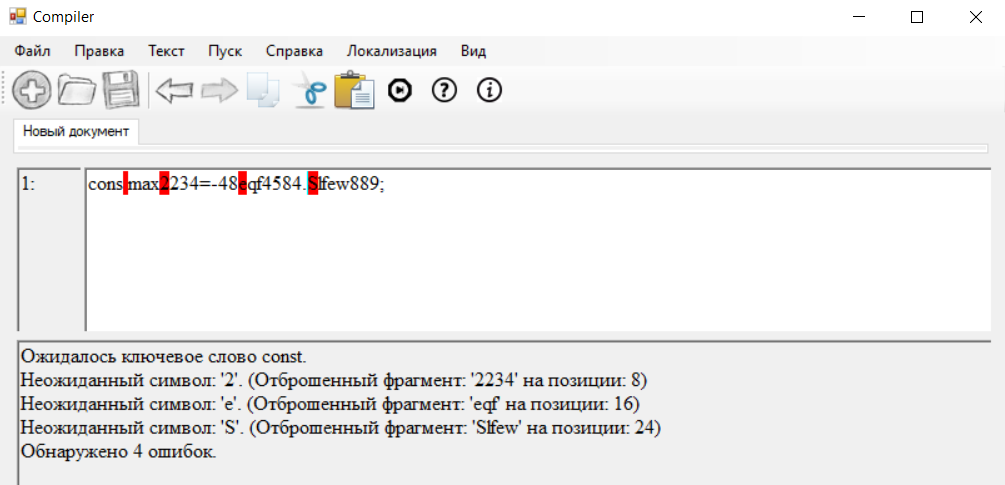 Compiler
Файл Правка Текст Пуск Справка Локализация Вид
Новый документ
1: cons max2234=-48eqf4584.Slfew889;
Ожидалось ключевое слово const.
Неожиданный символ: '2'. (Отброшенный фрагмент: '2234' на позиции: 8)
Неожиданный символ: 'e'. (Отброшенный фрагмент: 'eqf' на позиции: 16)
Неожиданный символ: 'S'. (Отброшенный фрагмент: 'Slfew' на позиции: 24)
Обнаружено 4 ошибок.